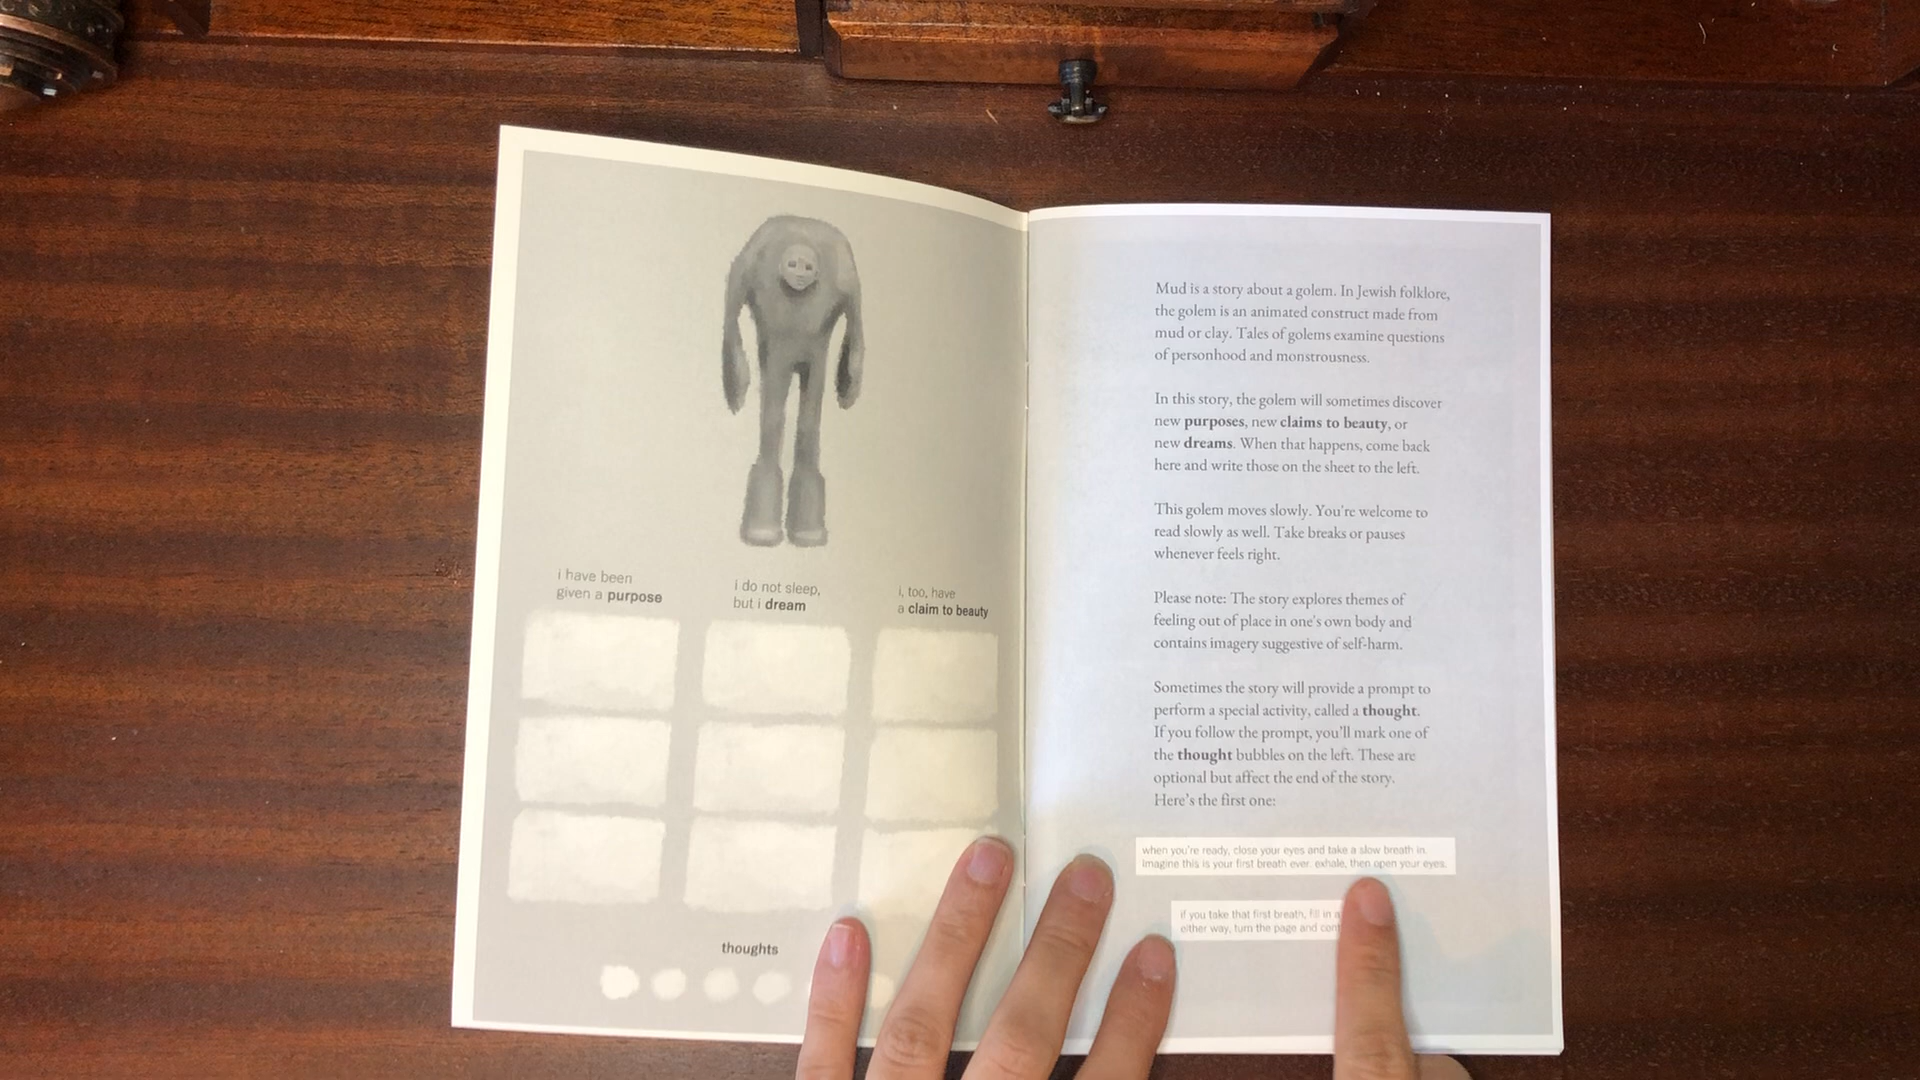 i have been
given a purpose
i do not sleep,
but i dream
i, too, have
a claim to beauty
thoughts
Mud is a story about a golem. In Jewish folklore,
the golem is an animated construct made from
mud or clay. Tales of golems examine questions
of personhood and monstrousness.
In this story, the golem will sometimes discover
new purposes, new claims to beauty, or
new dreams. When that happens, come back
here and write those on the sheet to the left.
This golem moves slowly. You're welcome to
read slowly as well. Take breaks or pauses
whenever feels right.
Please note: The story explores themes of
feeling out of place in one's own body and
contains imagery suggestive of self-harm.
Sometimes the story will provide a prompt to
perform a special activity, called a thought.
If you follow the prompt, you'll mark one of
the thought bubbles on the left. These are
optional but affect the end of the story.
Here's the first one:
when you're ready, close your eyes and take a slow breath in.
imagine this is your first breath ever. exhale, then open your eyes.
if you take that first breath, fill in a
either way, turn the page and